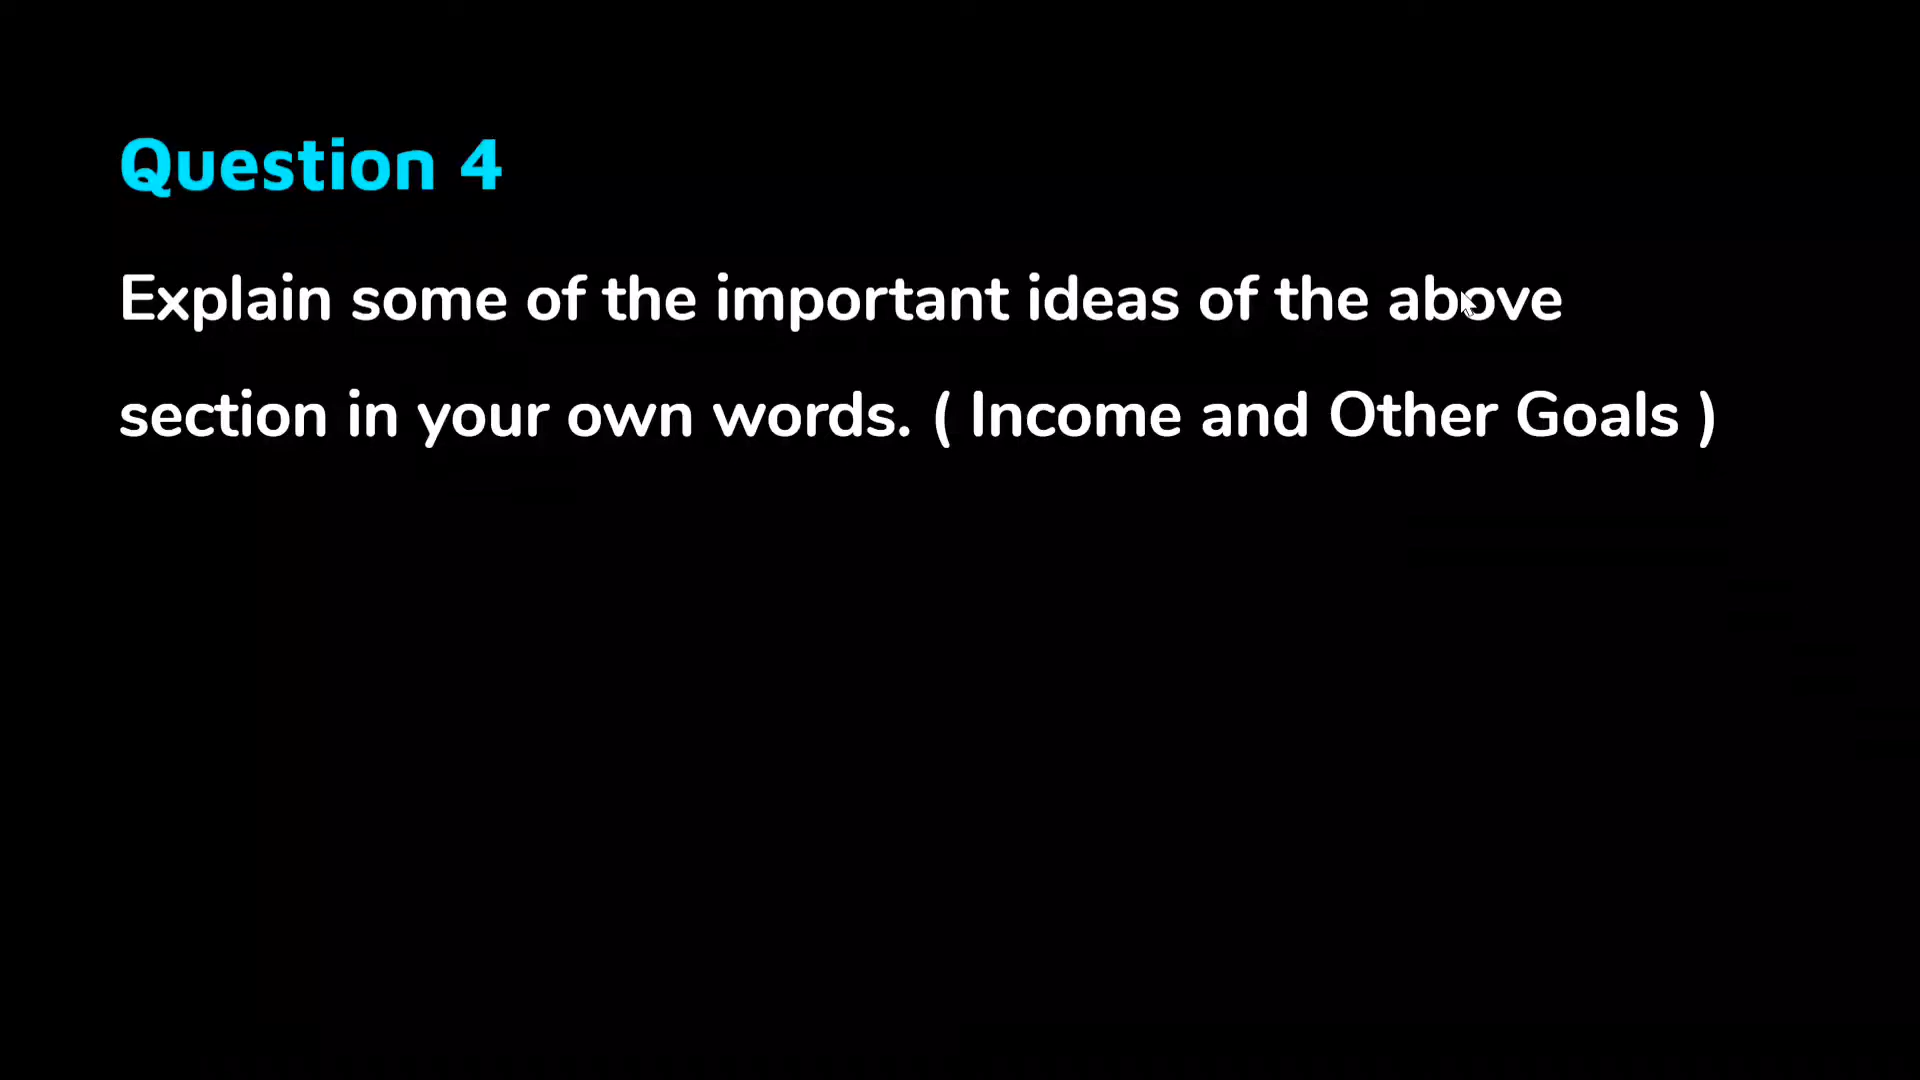 Question 4
Explain some of the important ideas of the above
section in your own words. ( Income and Other Goals )